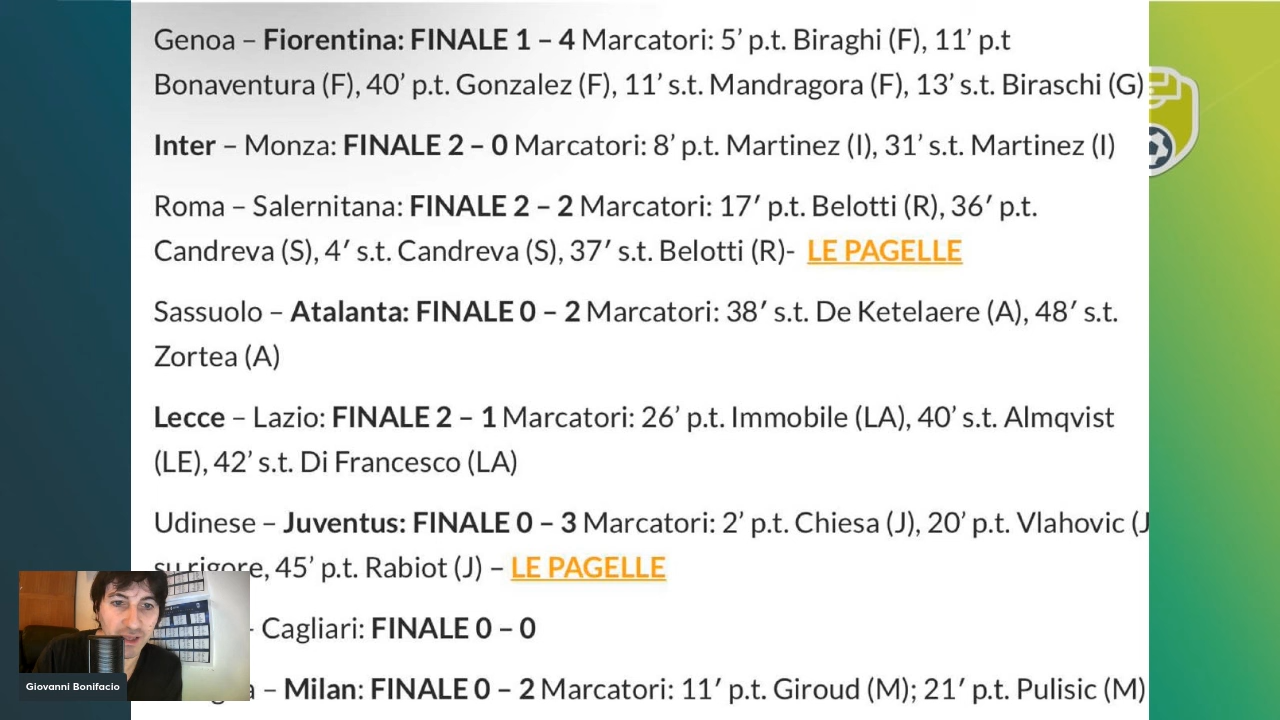 Genoa – Fiorentina: FINALE 1 – 4 Marcatori: 5’ p.t. Biraghi (F), 11’ p.t
Bonaventura (F), 40’ p.t. Gonzalez (F), 11’ s.t. Mandragora (F), 13’ s.t. Biraschi (G)
Inter – Monza: FINALE 2 – 0 Marcatori: 8’ p.t. Martinez (I), 31’ s.t. Martinez (I)
Roma – Salernitana: FINALE 2 – 2 Marcatori: 17′ p.t. Belotti (R), 36′ p.t.
Candreva (S), 4′ s.t. Candreva (S), 37′ s.t. Belotti (R)- LE PAGELLE
Sassuolo – Atalanta: FINALE 0 – 2 Marcatori: 38′ s.t. De Ketelaere (A), 48′ s.t.
Zortea (A)
Lecce – Lazio: FINALE 2 – 1 Marcatori: 26’ p.t. Immobile (LA), 40’ s.t. Almqvist
(LE), 42’ s.t. Di Francesco (LA)
Udinese – Juventus: FINALE 0 – 3 Marcatori: 2’ p.t. Chiesa (J), 20’ p.t. Vlahovic (J
su rigore, 45’ p.t. Rabiot (J) – LE PAGELLE
- Cagliari: FINALE 0 – 0
– Milan: FINALE 0 – 2 Marcatori: 11′ p.t. Giroud (M); 21′ p.t. Pulisic (M)
Giovanni Bonifacio